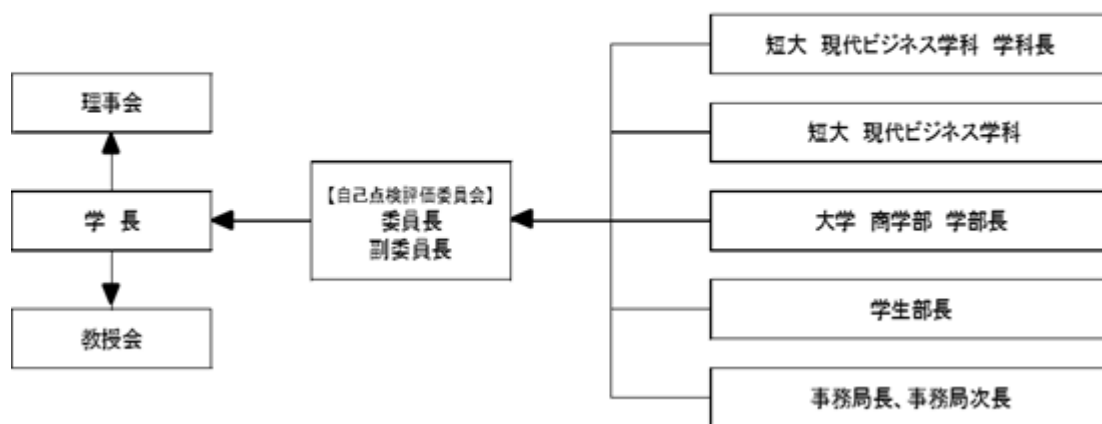 理事会
学 長
教授会
【自己点検評価委員会】
委員長
副委員長
短大 現代ビジネス学科 学科長
短大 現代ビジネス学科
大学 商学部 学部長
学生部長
事務局長、事務局次長